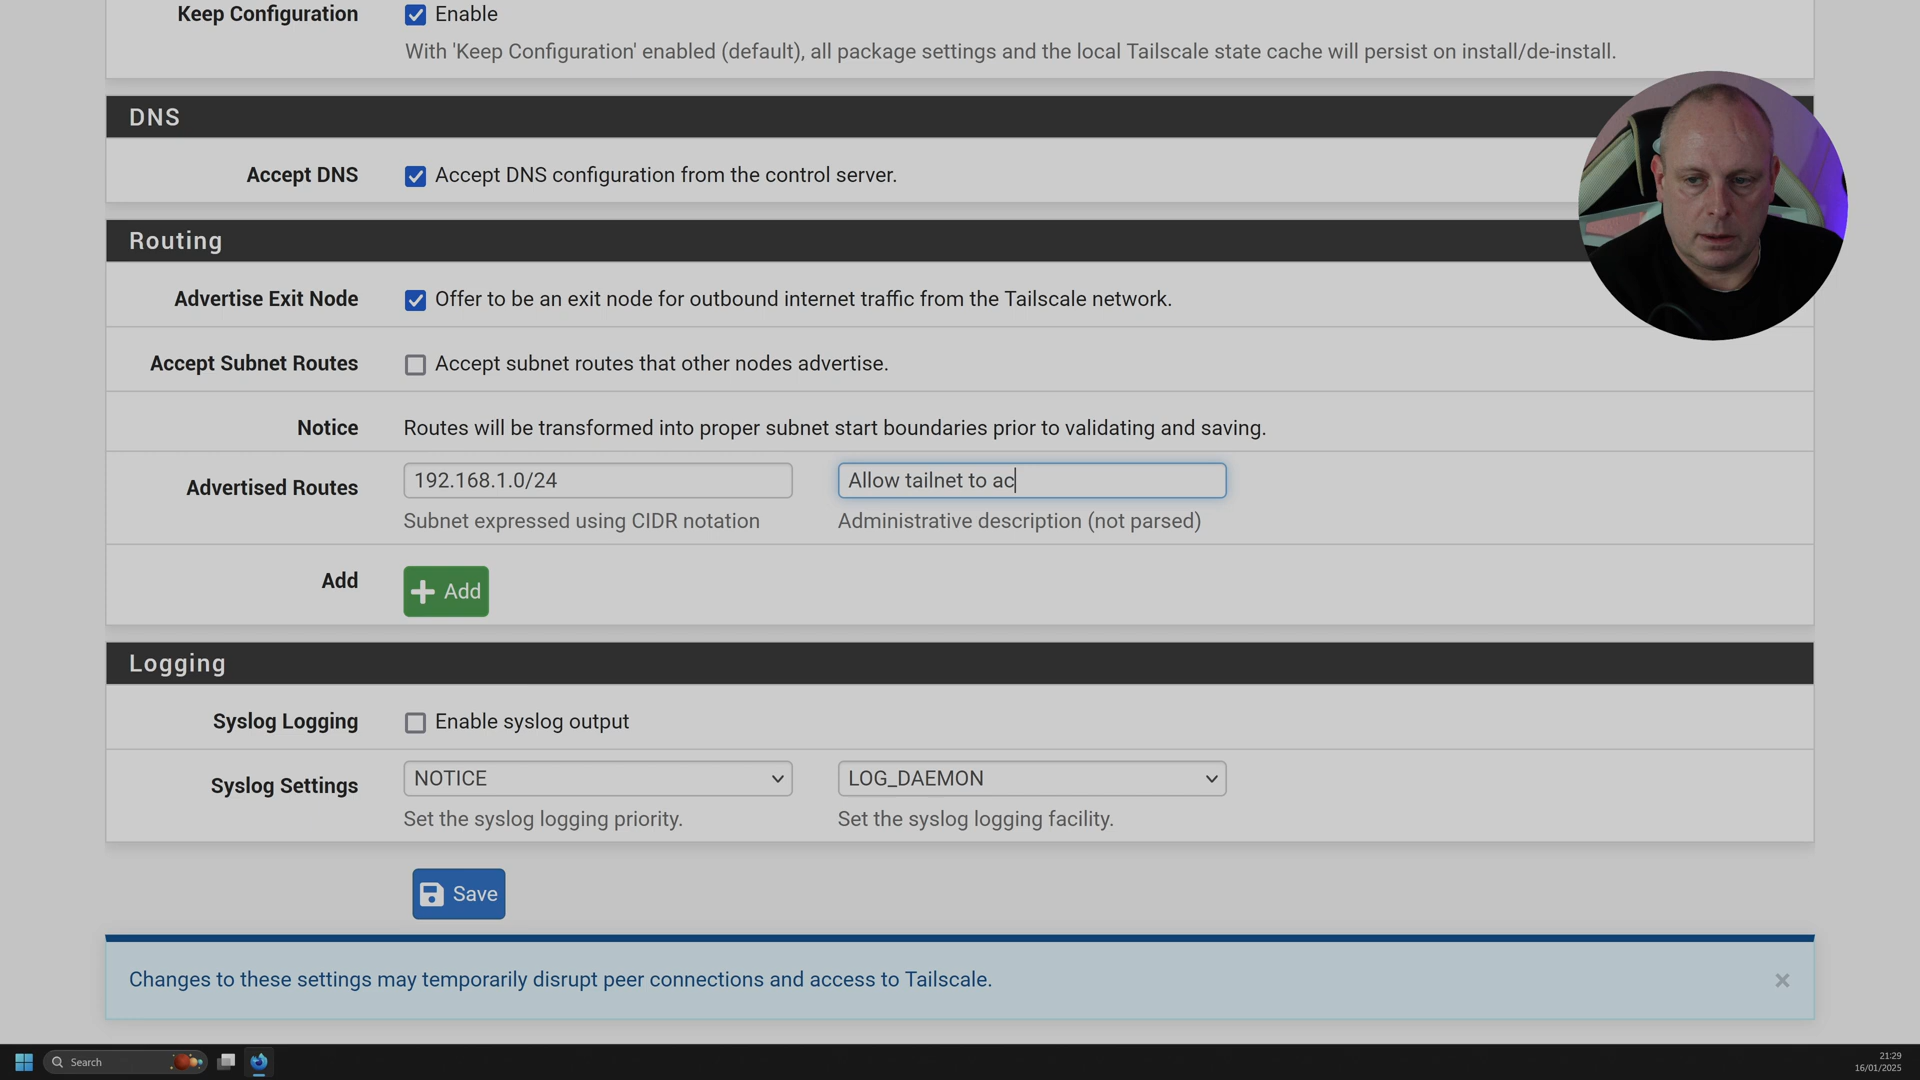 Keep Configuration
Enable
With 'Keep Configuration' enabled (default), all package settings and the local Tailscale state cache will persist on install/de-install.
DNS
Accept DNS
Accept DNS configuration from the control server.
Routing
Advertise Exit Node
Offer to be an exit node for outbound internet traffic from the Tailscale network.
Accept Subnet Routes
Accept subnet routes that other nodes advertise.
Notice
Routes will be transformed into proper subnet start boundaries prior to validating and saving.
Advertised Routes
192.168.1.0/24
Allow tailnet to ac
Subnet expressed using CIDR notation
Administrative description (not parsed)
Add
Add
Logging
Syslog Logging
Enable syslog output
Syslog Settings
NOTICE
LOG_DAEMON
Set the syslog logging priority.
Set the syslog logging facility.
Save
Changes to these settings may temporarily disrupt peer connections and access to Tailscale.
Search
21:29
16/01/2025